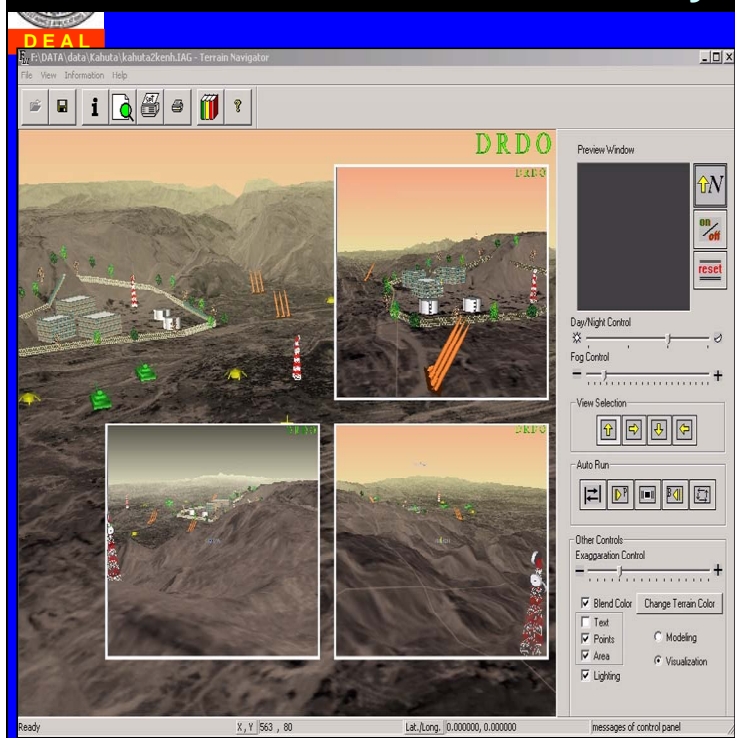 DEAL
F:\DATA\data\Kahuta\kahuta2kenh.IAG - Terrain Navigator
File View Information Help
DRDO
DRDO
DRDO
DRDO
Preview Window
N
on/off
reset
Day/Night Control
Fog Control
View Selection
Auto Run
Other Controls
Exaggaration Control
Blend Color Change Terrain Color
Text
Points Modeling
Area Visualization
Lighting
Ready X, Y 563 , 80 Lat./Long. 0.000000, 0.000000 messages of control panel